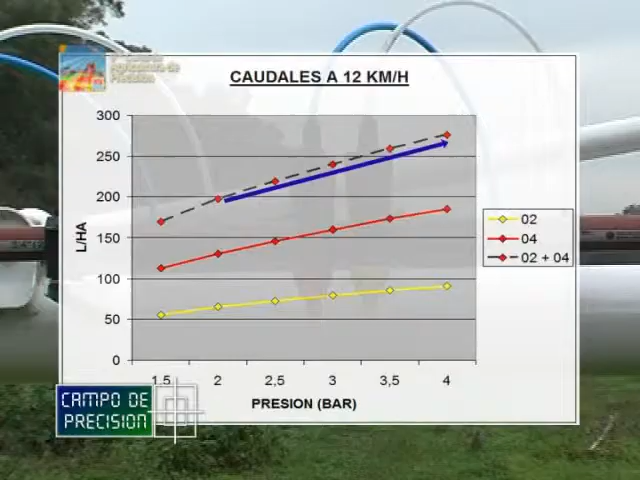 CAUDALES A 12 KM/H
300
250
200
150
100
50
0
L/HA
1,5
2
2,5
3
3,5
4
PRESION (BAR)
02
04
02 + 04
CAMPO DE
PRECISION